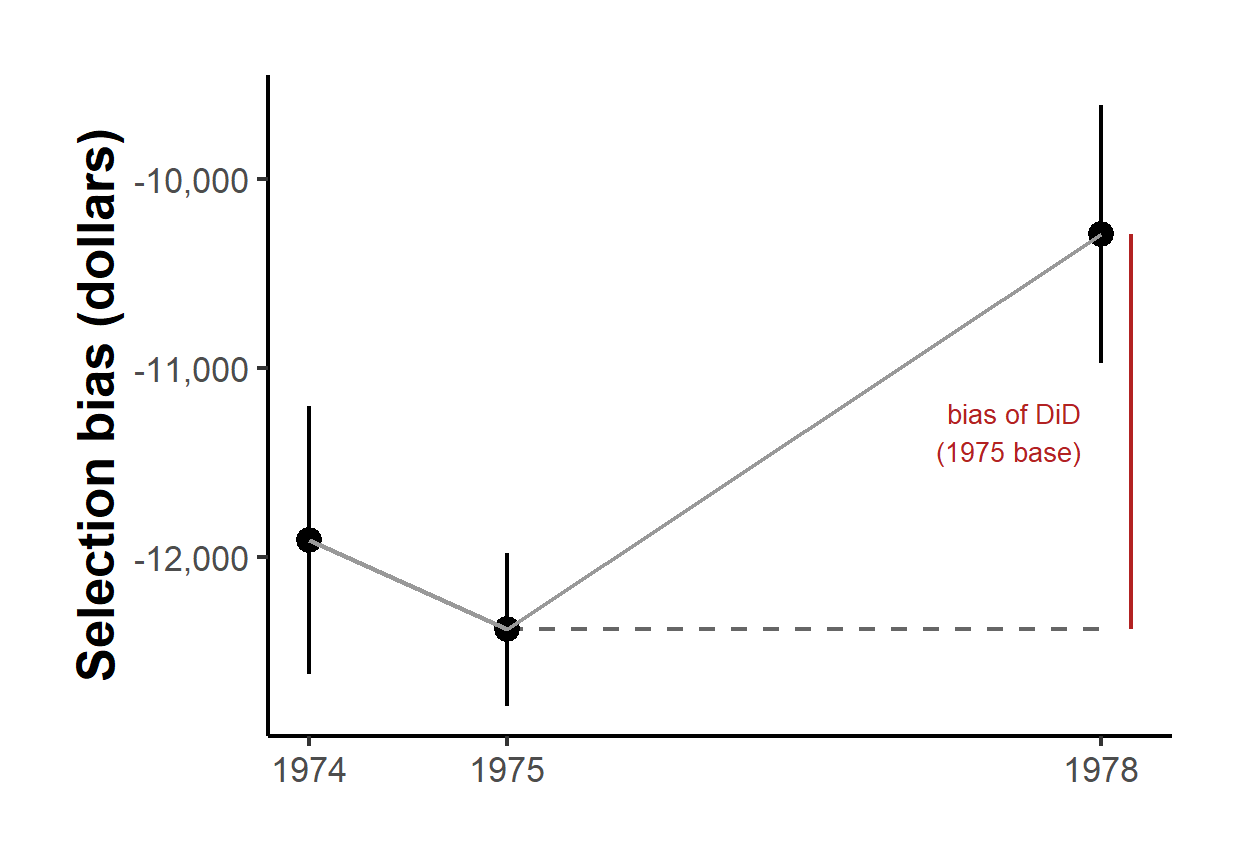 Selection bias (dollars)
-10,000
-11,000
-12,000
bias of DiD
(1975 base)
1974
1975
1978